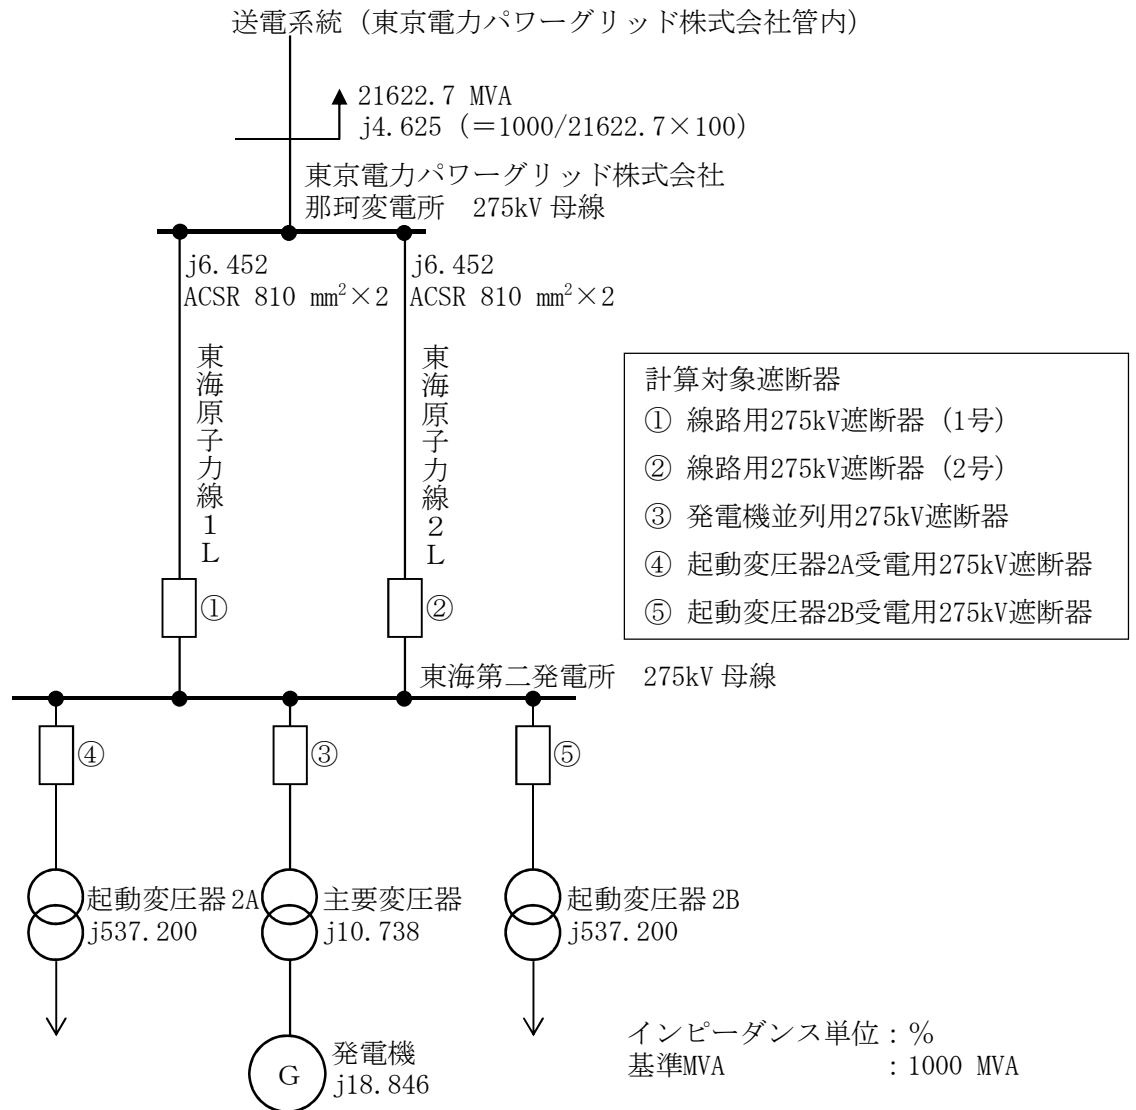 送電系統（東京電力パワーグリッド株式会社管内）
21622.7 MVA
j4.625（＝1000/21622.7×100）
東京電力パワーグリッド株式会社
那珂変電所　275kV 母線
j6.452
ACSR 810 mm²×2
j6.452
ACSR 810 mm²×2
東海原子力線１L
東海原子力線２L
計算対象遮断器
① 線路用275kV遮断器（1号）
② 線路用275kV遮断器（2号）
③ 発電機並列用275kV遮断器
④ 起動変圧器2A受電用275kV遮断器
⑤ 起動変圧器2B受電用275kV遮断器
①
②
東海第二発電所　275kV 母線
④
③
⑤
起動変圧器 2A
j537.200
主要変圧器
j10.738
起動変圧器 2B
j537.200
発電機
j18.846
G
インピーダンス単位：％
基準MVA　　　　　：1000 MVA